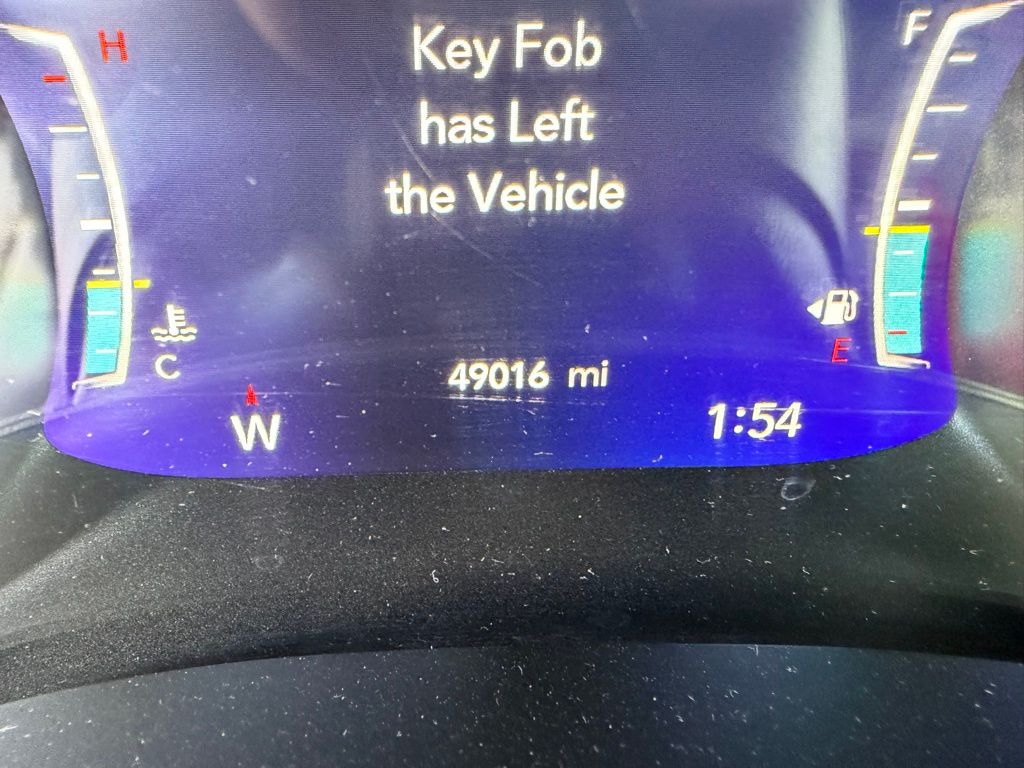 H
F
Key Fob
has Left
the Vehicle
C
E
49016 mi
W
1:54